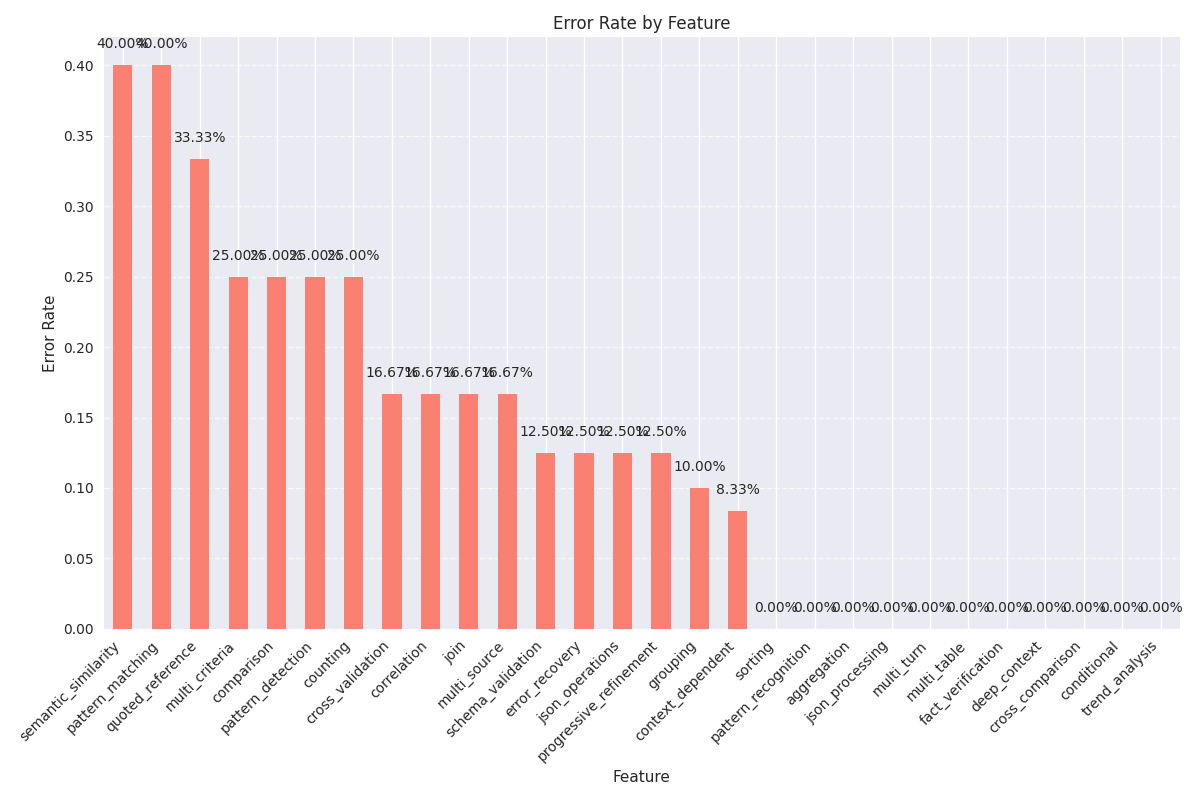 Error Rate by Feature
Error Rate
0.40
0.35
0.30
0.25
0.20
0.15
0.10
0.05
0.00
40.00%
40.00%
33.33%
25.00%
25.00%
25.00%
25.00%
16.67%
16.67%
16.67%
16.67%
12.50%
12.50%
12.50%
12.50%
10.00%
8.33%
0.00%
0.00%
0.00%
0.00%
0.00%
0.00%
0.00%
0.00%
0.00%
0.00%
0.00%
semantic_similarity
pattern_matching
quoted_reference
multi_criteria
comparison
pattern_detection
counting
cross_validation
correlation
join
multi_source
schema_validation
error_recovery
json_operations
progressive_refinement
grouping
context_dependent
sorting
pattern_recognition
aggregation
json_processing
multi_turn
multi_table
fact_verification
deep_context
cross_comparison
conditional
trend_analysis
Feature